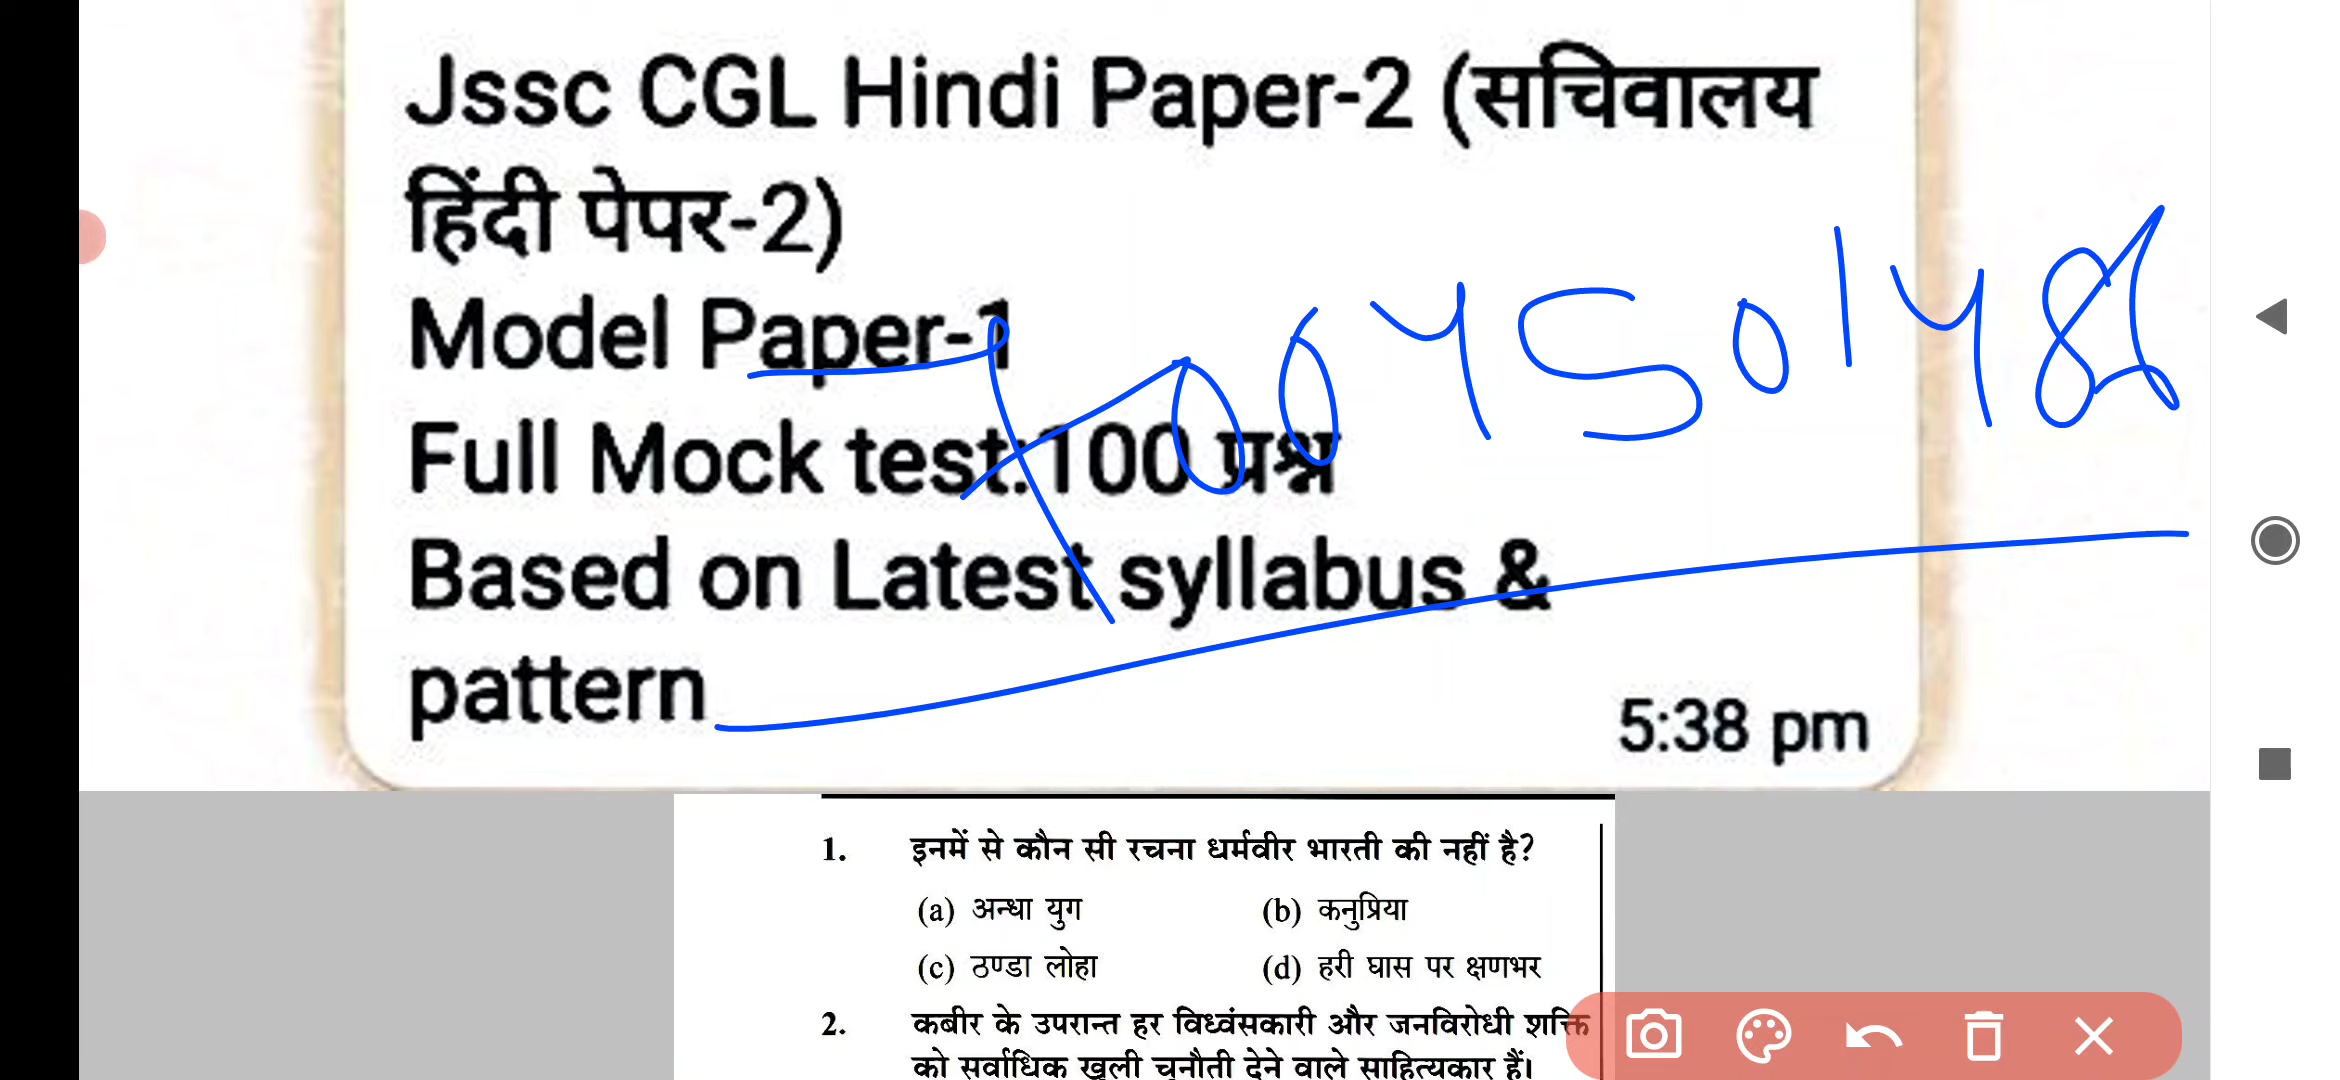 Jssc CGL Hindi Paper-2 (सचिवालय
हिंदी पेपर-2)
Model Paper-1
Full Mock test:100 प्रश्न
Based on Latest syllabus &
pattern
5:38 pm
1. इनमें से कौन सी रचना धर्मवीर भारती की नहीं है?
(a) अन्धा युग (b) कनुप्रिया
(c) ठण्डा लोहा (d) हरी घास पर क्षणभर
2. कबीर के उपरान्त हर विध्वंसकारी और जनविरोधी शक्ति
को सर्वाधिक खुली चुनौती देने वाले साहित्यकार हैं।